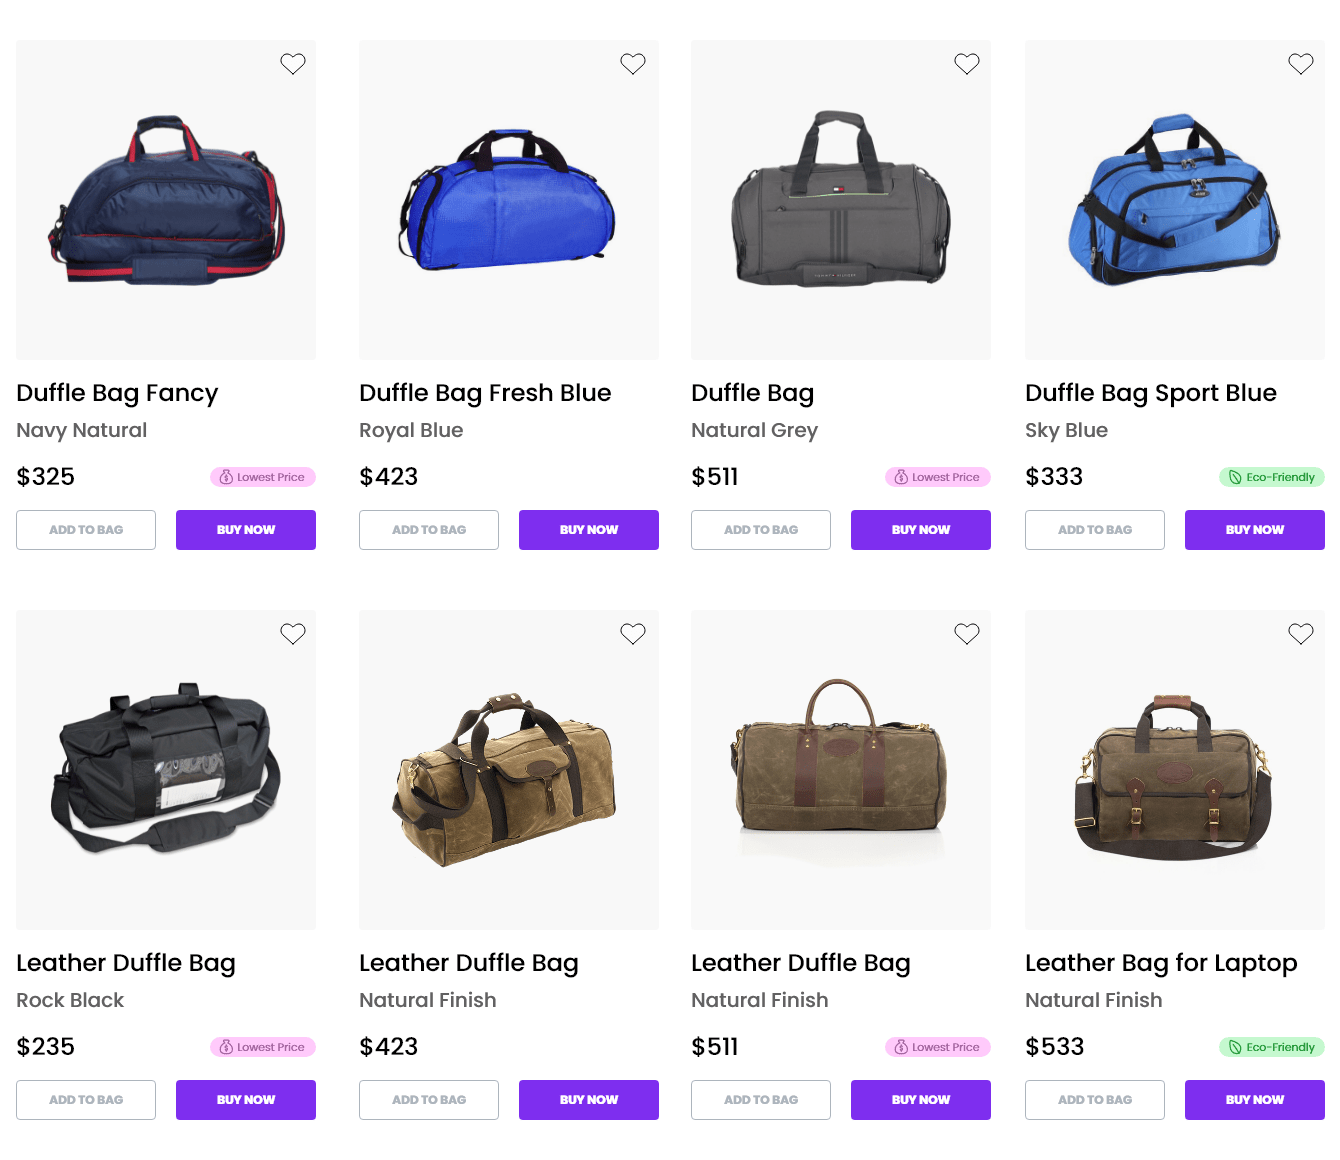 Duffle Bag Fancy
Navy Natural
$325
Lowest Price
ADD TO BAG
BUY NOW
Duffle Bag Fresh Blue
Royal Blue
$423
ADD TO BAG
BUY NOW
Duffle Bag
Natural Grey
$511
Lowest Price
ADD TO BAG
BUY NOW
Duffle Bag Sport Blue
Sky Blue
$333
Eco-Friendly
ADD TO BAG
BUY NOW
Leather Duffle Bag
Rock Black
$235
Lowest Price
ADD TO BAG
BUY NOW
Leather Duffle Bag
Natural Finish
$423
ADD TO BAG
BUY NOW
Leather Duffle Bag
Natural Finish
$511
Lowest Price
ADD TO BAG
BUY NOW
Leather Bag for Laptop
Natural Finish
$533
Eco-Friendly
ADD TO BAG
BUY NOW